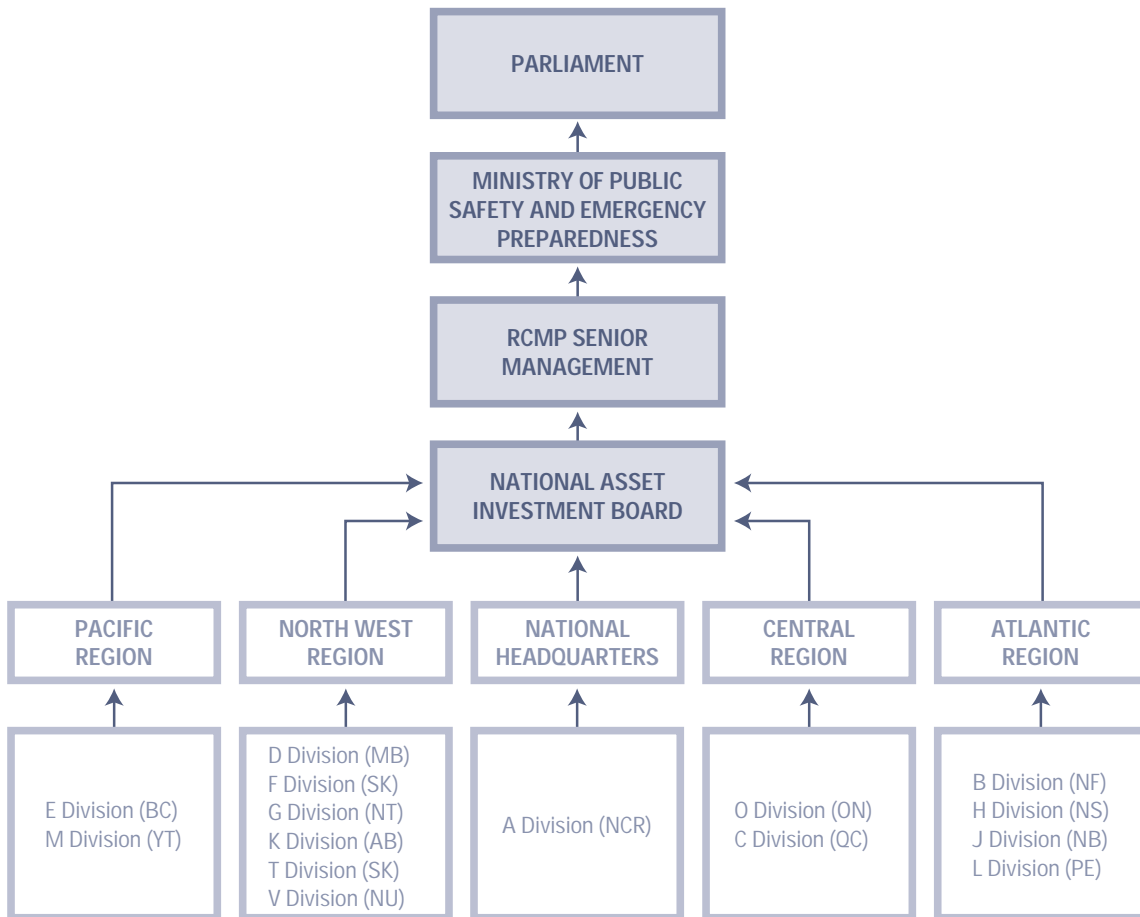 PARLIAMENT
MINISTRY OF PUBLIC
SAFETY AND EMERGENCY
PREPAREDNESS
RCMP SENIOR
MANAGEMENT
NATIONAL ASSET
INVESTMENT BOARD
PACIFIC
REGION
NORTH WEST
REGION
NATIONAL
HEADQUARTERS
CENTRAL
REGION
ATLANTIC
REGION
E Division (BC)
M Division (YT)
D Division (MB)
F Division (SK)
G Division (NT)
K Division (AB)
T Division (SK)
V Division (NU)
A Division (NCR)
O Division (ON)
C Division (QC)
B Division (NF)
H Division (NS)
J Division (NB)
L Division (PE)